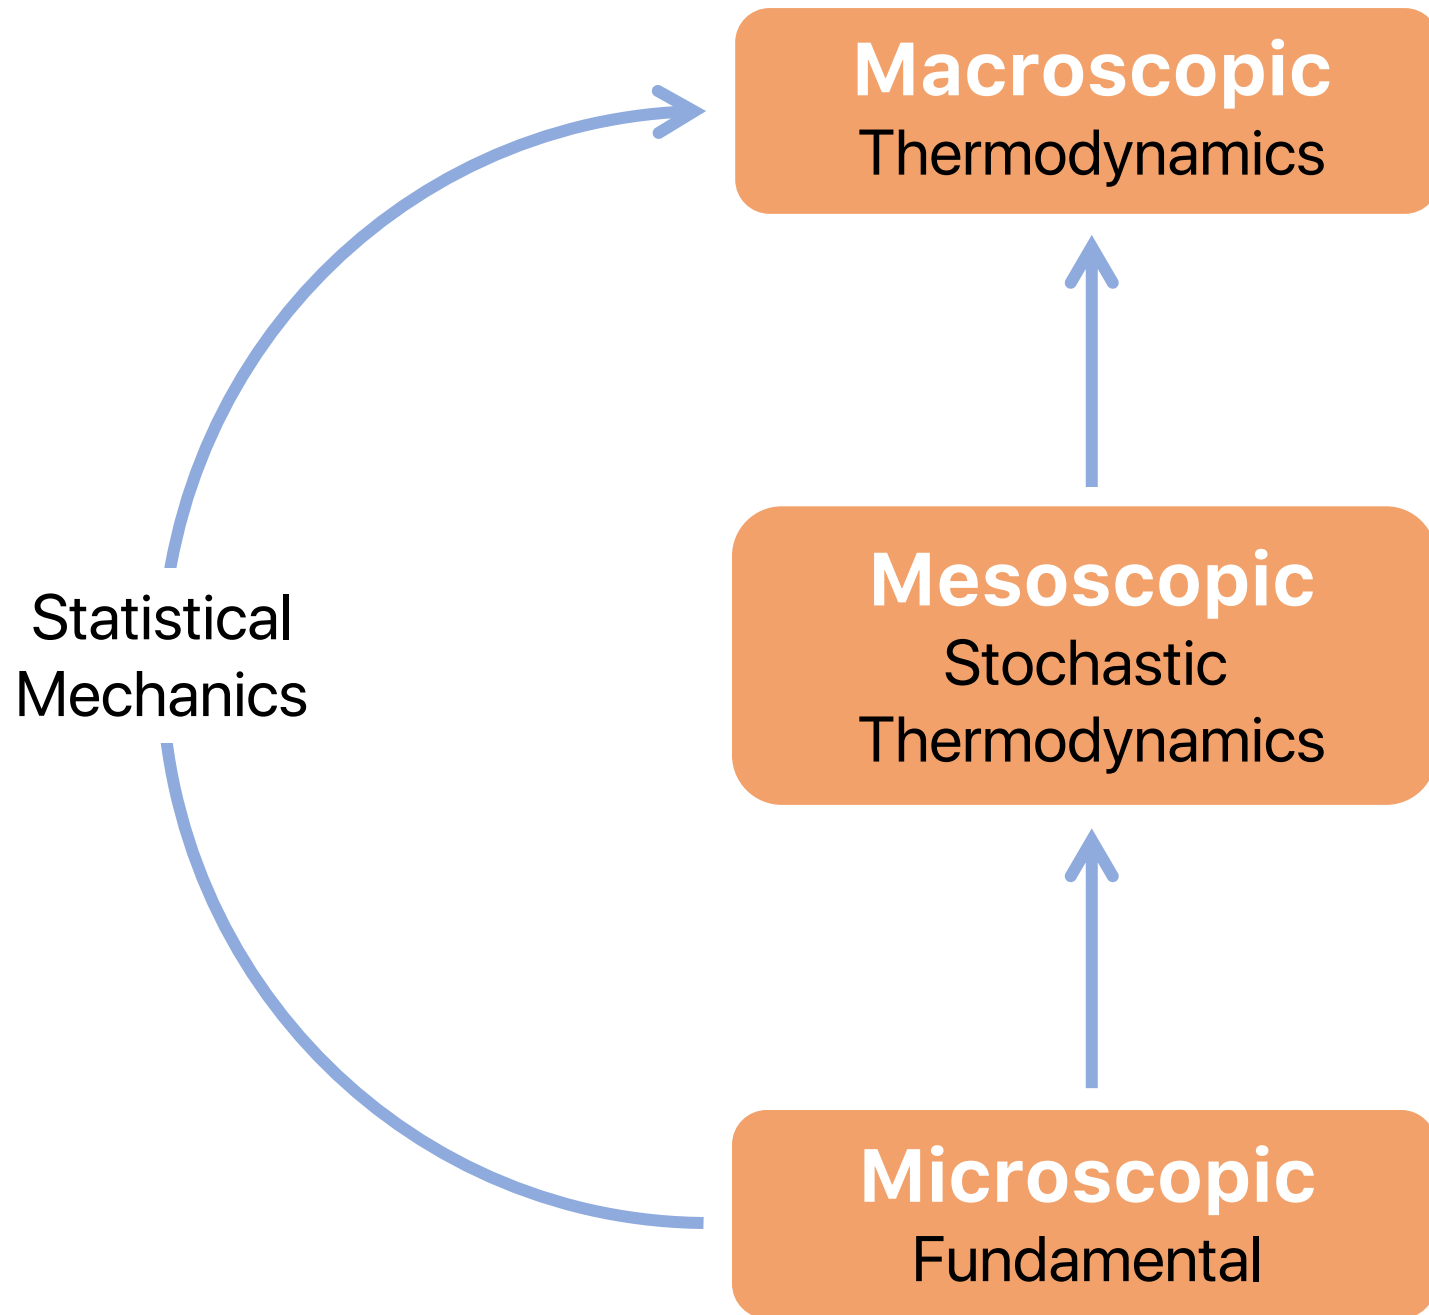 Macroscopic
Thermodynamics
Statistical
Mechanics
Mesoscopic
Stochastic
Thermodynamics
Microscopic
Fundamental